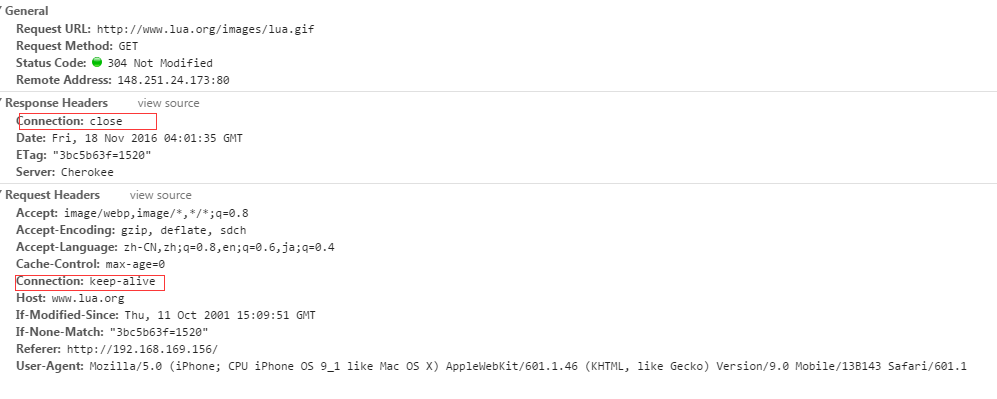 General
Request URL: http://www.lua.org/images/lua.gif
Request Method: GET
Status Code: 304 Not Modified
Remote Address: 148.251.24.173:80
Response Headers view source
Connection: close
Date: Fri, 18 Nov 2016 04:01:35 GMT
ETag: "3bc5b63f=1520"
Server: Cherokee
Request Headers view source
Accept: image/webp,image/*,*/*;q=0.8
Accept-Encoding: gzip, deflate, sdch
Accept-Language: zh-CN,zh;q=0.8,en;q=0.6,ja;q=0.4
Cache-Control: max-age=0
Connection: keep-alive
Host: www.lua.org
If-Modified-Since: Thu, 11 Oct 2001 15:09:51 GMT
If-None-Match: "3bc5b63f=1520"
Referer: http://192.168.169.156/
User-Agent: Mozilla/5.0 (iPhone; CPU iPhone OS 9_1 like Mac OS X) AppleWebKit/601.1.46 (KHTML, like Gecko) Version/9.0 Mobile/13B143 Safari/601.1